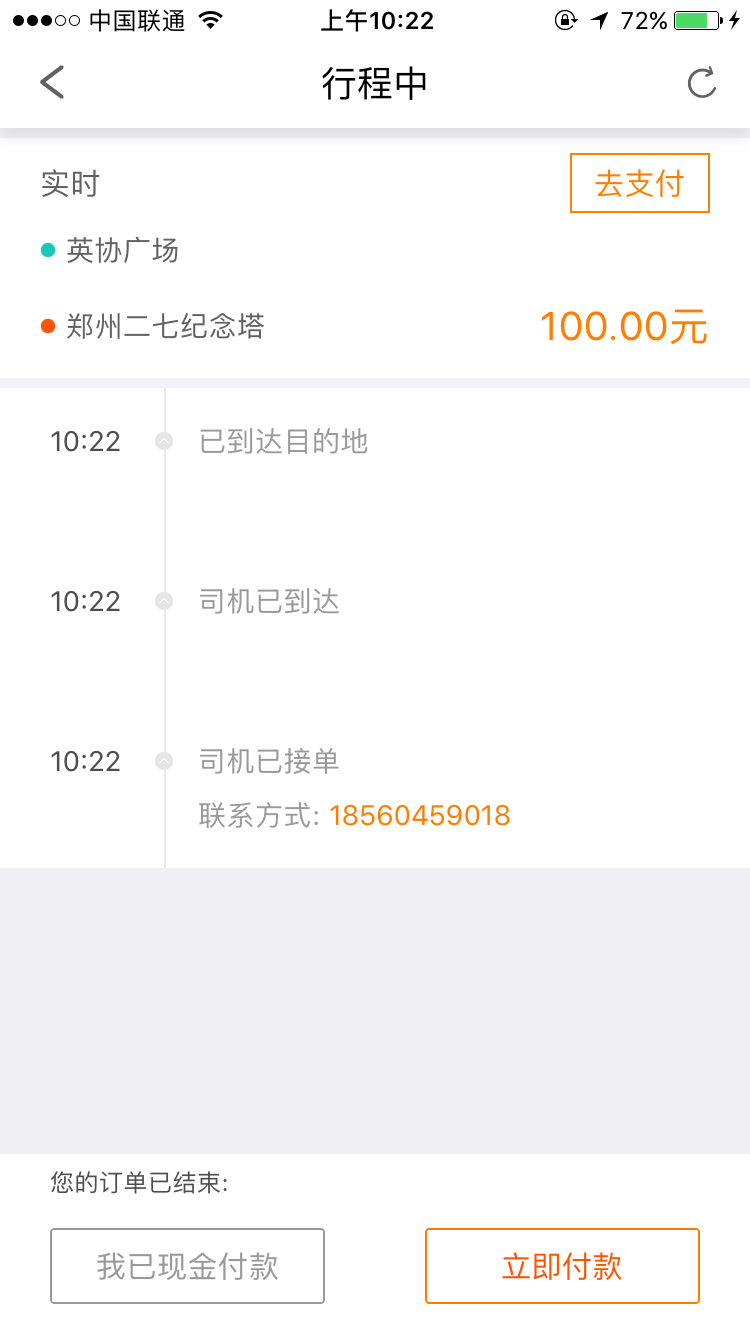 中国联通 上午10:22 72%
行程中
实时 去支付
英协广场
郑州二七纪念塔 100.00元
10:22 已到达目的地
10:22 司机已到达
10:22 司机已接单
联系方式: 18560459018
您的订单已结束:
我已现金付款 立即付款